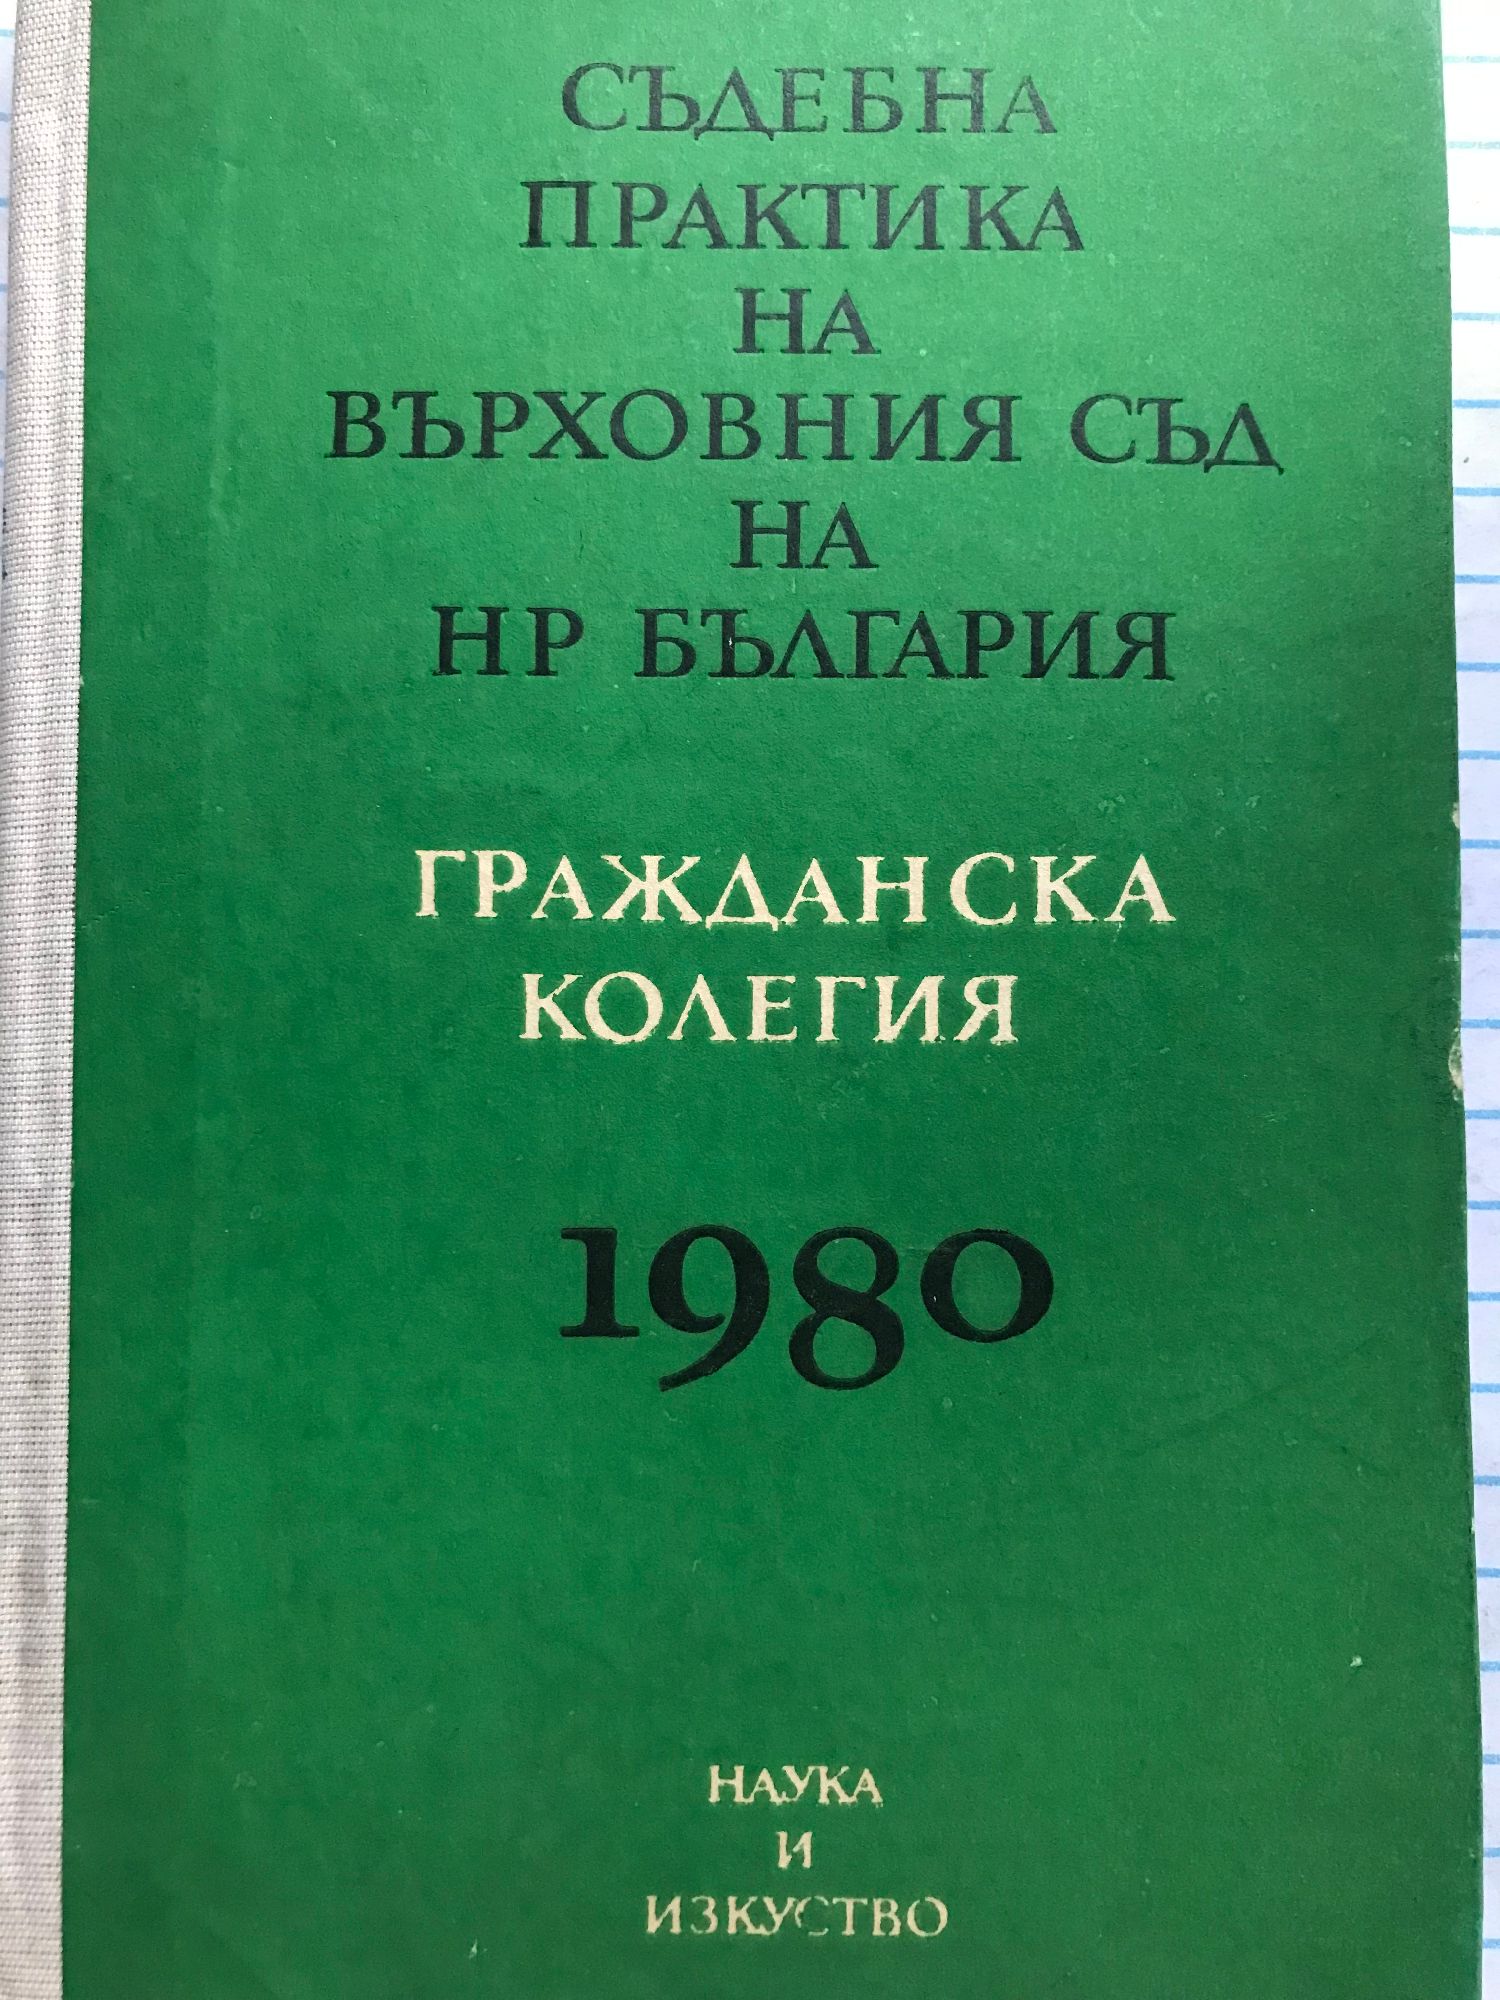 СЪДЕБНА
ПРАКТИКА
НА
ВЪРХОВНИЯ СЪД
НА
НР БЪЛГАРИЯ
ГРАЖДАНСКА
КОЛЕГИЯ
1980
НАУКА
И
ИЗКУСТВО